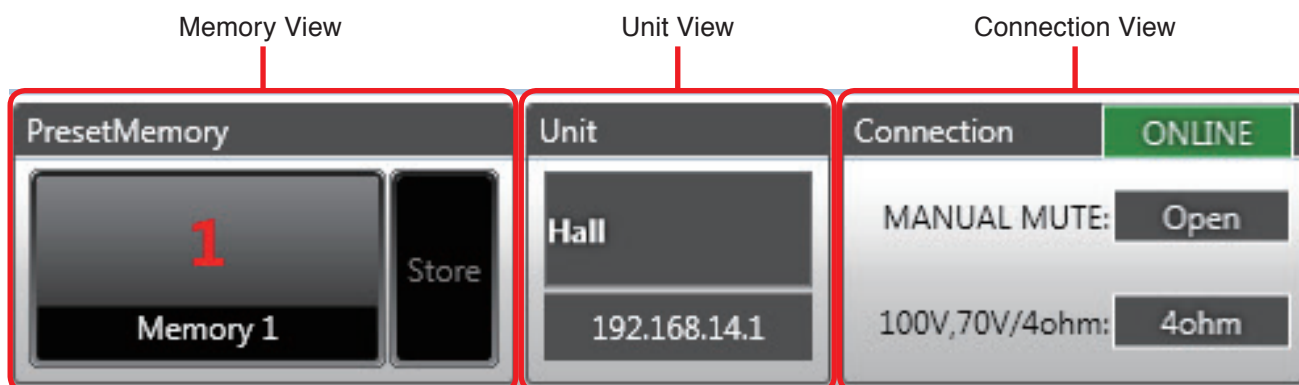 Memory View
Unit View
Connection View
PresetMemory
1
Memory 1
Store
Unit
Hall
192.168.14.1
Connection
ONLINE
MANUAL MUTE: Open
100V,70V/4ohm: 4ohm